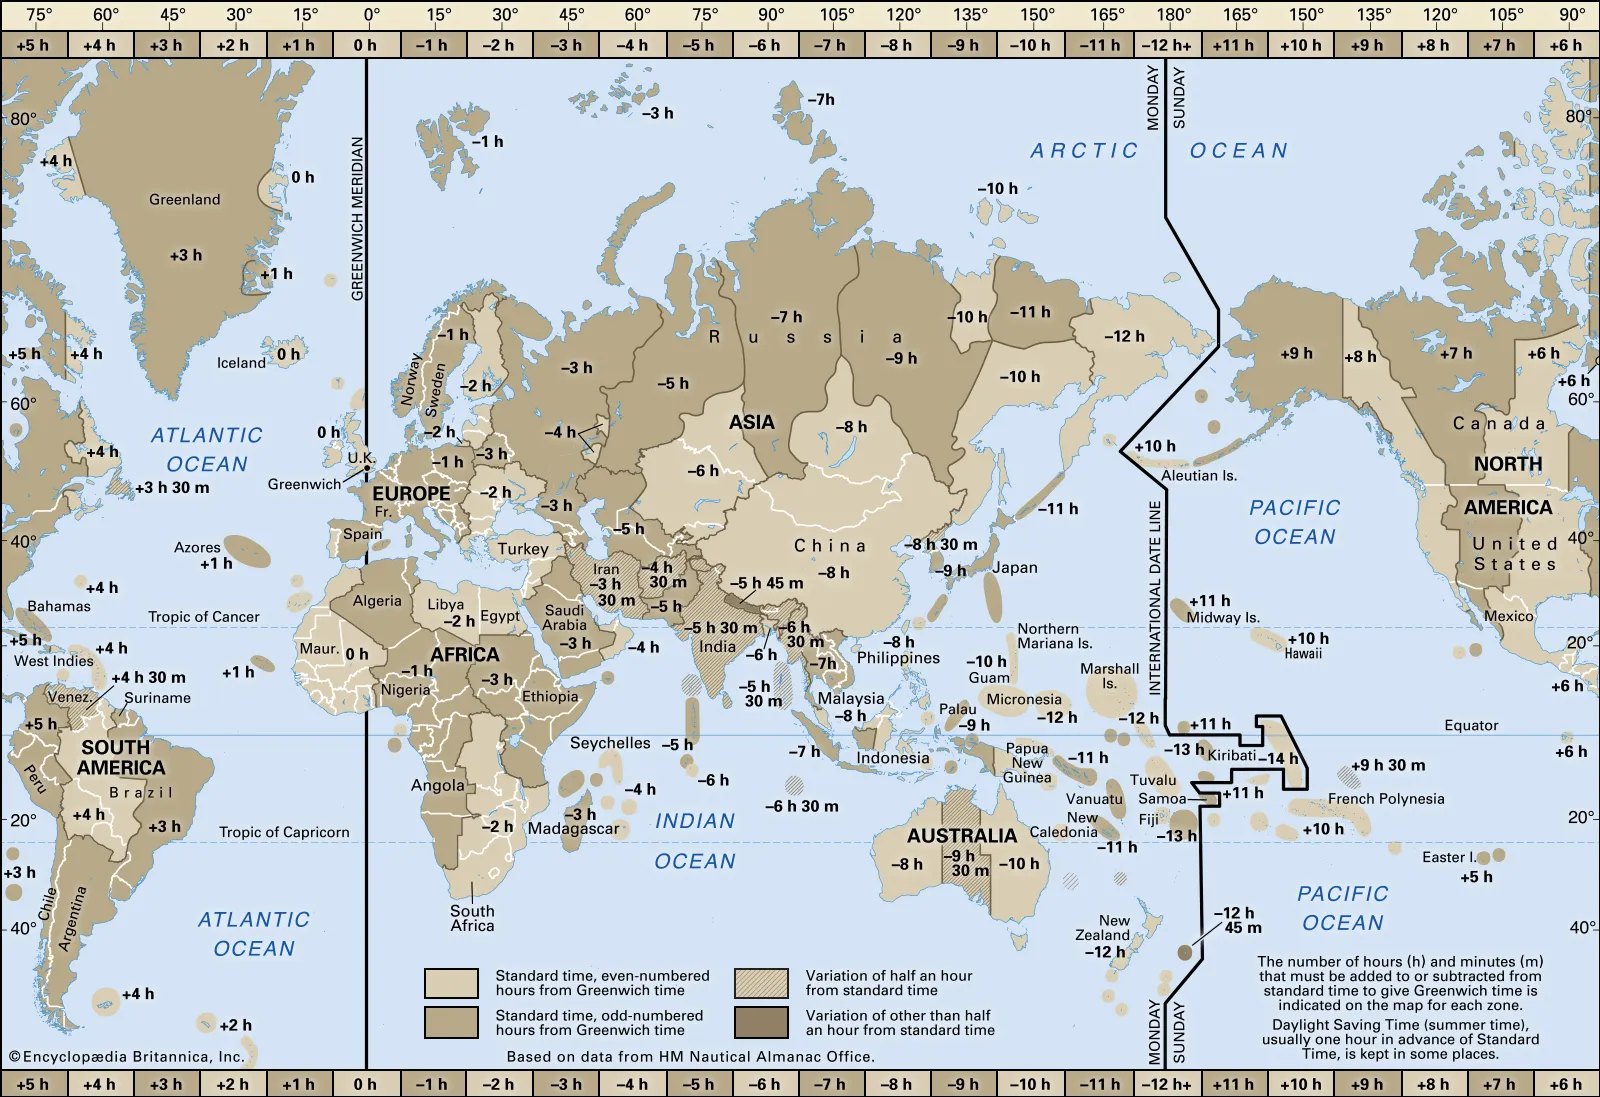 75° 60° 45° 30° 15° 0° 15° 30° 45° 60° 75° 90° 105° 120° 135° 150° 165° 180° 165° 150° 135° 120° 105° 90°
+5 h +4 h +3 h +2 h +1 h 0 h −1 h −2 h −3 h −4 h −5 h −6 h −7 h −8 h −9 h −10 h −11 h −12 h+ +11 h +10 h +9 h +8 h +7 h +6 h
MONDAY
SUNDAY
80°
80°
−7h
−3 h
−1 h
ARCTIC OCEAN
GREENWICH MERIDIAN
+4 h
0 h
−10 h
Greenland
+3 h
+1 h
−7 h
−10 h
−11 h
−12 h
R u s s i a
−1 h
+5 h
+4 h
Iceland
0 h
−3 h
−9 h
+9 h
+8 h
+7 h
+6 h
Norway
Sweden
−2 h
−5 h
−10 h
+6 h
60°
60°
ATLANTIC
OCEAN
0 h
−2 h
−4 h
ASIA
−8 h
Canada
+4 h
U.K.
−1 h
−3 h
+10 h
Aleutian Is.
NORTH
AMERICA
+3 h 30 m
Greenwich
EUROPE
−2 h
−6 h
Fr.
−3 h
−11 h
PACIFIC
OCEAN
INTERNATIONAL DATE LINE
40°
40°
Azores
+1 h
Spain
Turkey
−5 h
China
−8 h
−8 h 30 m
−9 h
Japan
United
States
Iran
−3 h
30 m
−4 h
30 m
−5 h 45 m
+4 h
Bahamas
Tropic of Cancer
Algeria
Libya
−2 h
Egypt
Saudi
Arabia
−3 h
−5 h
+11 h
Midway Is.
Mexico
+5 h
−5 h 30 m
India
−6 h
30 m
−6 h
−4 h
−8 h
Philippines
Northern
Mariana Is.
+10 h
Hawaii
20°
20°
West Indies
+4 h
Maur.
0 h
AFRICA
−1 h
−3 h
−7h
−10 h
Guam
Marshall
Is.
+1 h
+4 h 30 m
Venez.
Suriname
Nigeria
Ethiopia
−5 h
30 m
Malaysia
−8 h
Micronesia
−12 h
−12 h
+6 h
+5 h
Palau
−9 h
+11 h
Equator
SOUTH
AMERICA
Seychelles
−5 h
−7 h
Indonesia
−13 h
Kiribati
−14 h
+6 h
Peru
Brazil
Angola
−6 h
Papua
New
Guinea
−11 h
Tuvalu
+9 h 30 m
+4 h
−4 h
−6 h 30 m
Vanuatu
Samoa
+11 h
French Polynesia
20°
20°
+3 h
Tropic of Capricorn
−2 h
−3 h
Madagascar
INDIAN
OCEAN
AUSTRALIA
New
Caledonia
Fiji
−13 h
+10 h
−8 h
−9 h
30 m
−10 h
−11 h
Easter I.
+5 h
+3 h
Chile
Argentina
South
Africa
ATLANTIC
OCEAN
PACIFIC
OCEAN
40°
40°
New
Zealand
−12 h
−12 h
45 m
+4 h
+2 h
Standard time, even-numbered
hours from Greenwich time
Standard time, odd-numbered
hours from Greenwich time
Variation of half an hour
from standard time
Variation of other than half
an hour from standard time
The number of hours (h) and minutes (m)
that must be added to or subtracted from
standard time to give Greenwich time is
indicated on the map for each zone.
Daylight Saving Time (summer time),
usually one hour in advance of Standard
Time, is kept in some places.
MONDAY
SUNDAY
©Encyclopædia Britannica, Inc.
Based on data from HM Nautical Almanac Office.
+5 h +4 h +3 h +2 h +1 h 0 h −1 h −2 h −3 h −4 h −5 h −6 h −7 h −8 h −9 h −10 h −11 h −12 h+ +11 h +10 h +9 h +8 h +7 h +6 h